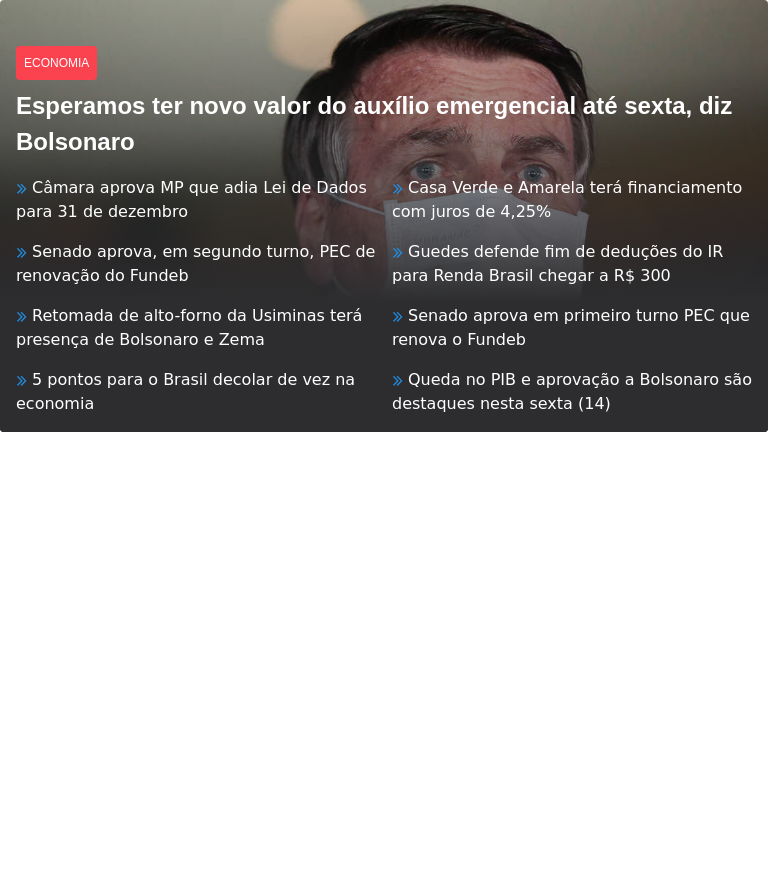 ECONOMIA
Esperamos ter novo valor do auxílio emergencial até sexta, diz
Bolsonaro
» Câmara aprova MP que adia Lei de Dados
para 31 de dezembro
» Casa Verde e Amarela terá financiamento
com juros de 4,25%
» Senado aprova, em segundo turno, PEC de
renovação do Fundeb
» Guedes defende fim de deduções do IR
para Renda Brasil chegar a R$ 300
» Retomada de alto-forno da Usiminas terá
presença de Bolsonaro e Zema
» Senado aprova em primeiro turno PEC que
renova o Fundeb
» 5 pontos para o Brasil decolar de vez na
economia
» Queda no PIB e aprovação a Bolsonaro são
destaques nesta sexta (14)